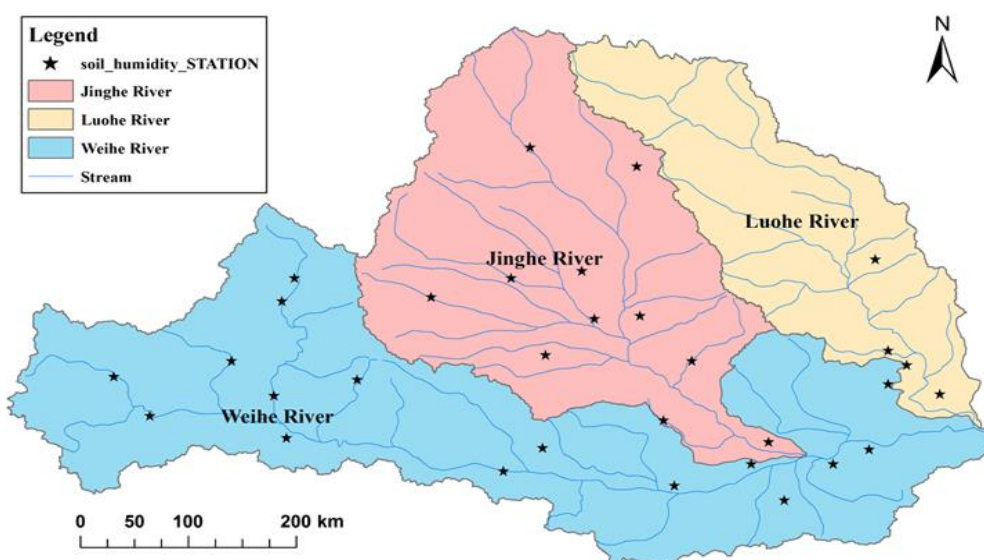 Legend
soil_humidity_STATION
Jinghe River
Luohe River
Weihe River
Stream
N
Luohe River
Jinghe River
Weihe River
0 50 100 200 km